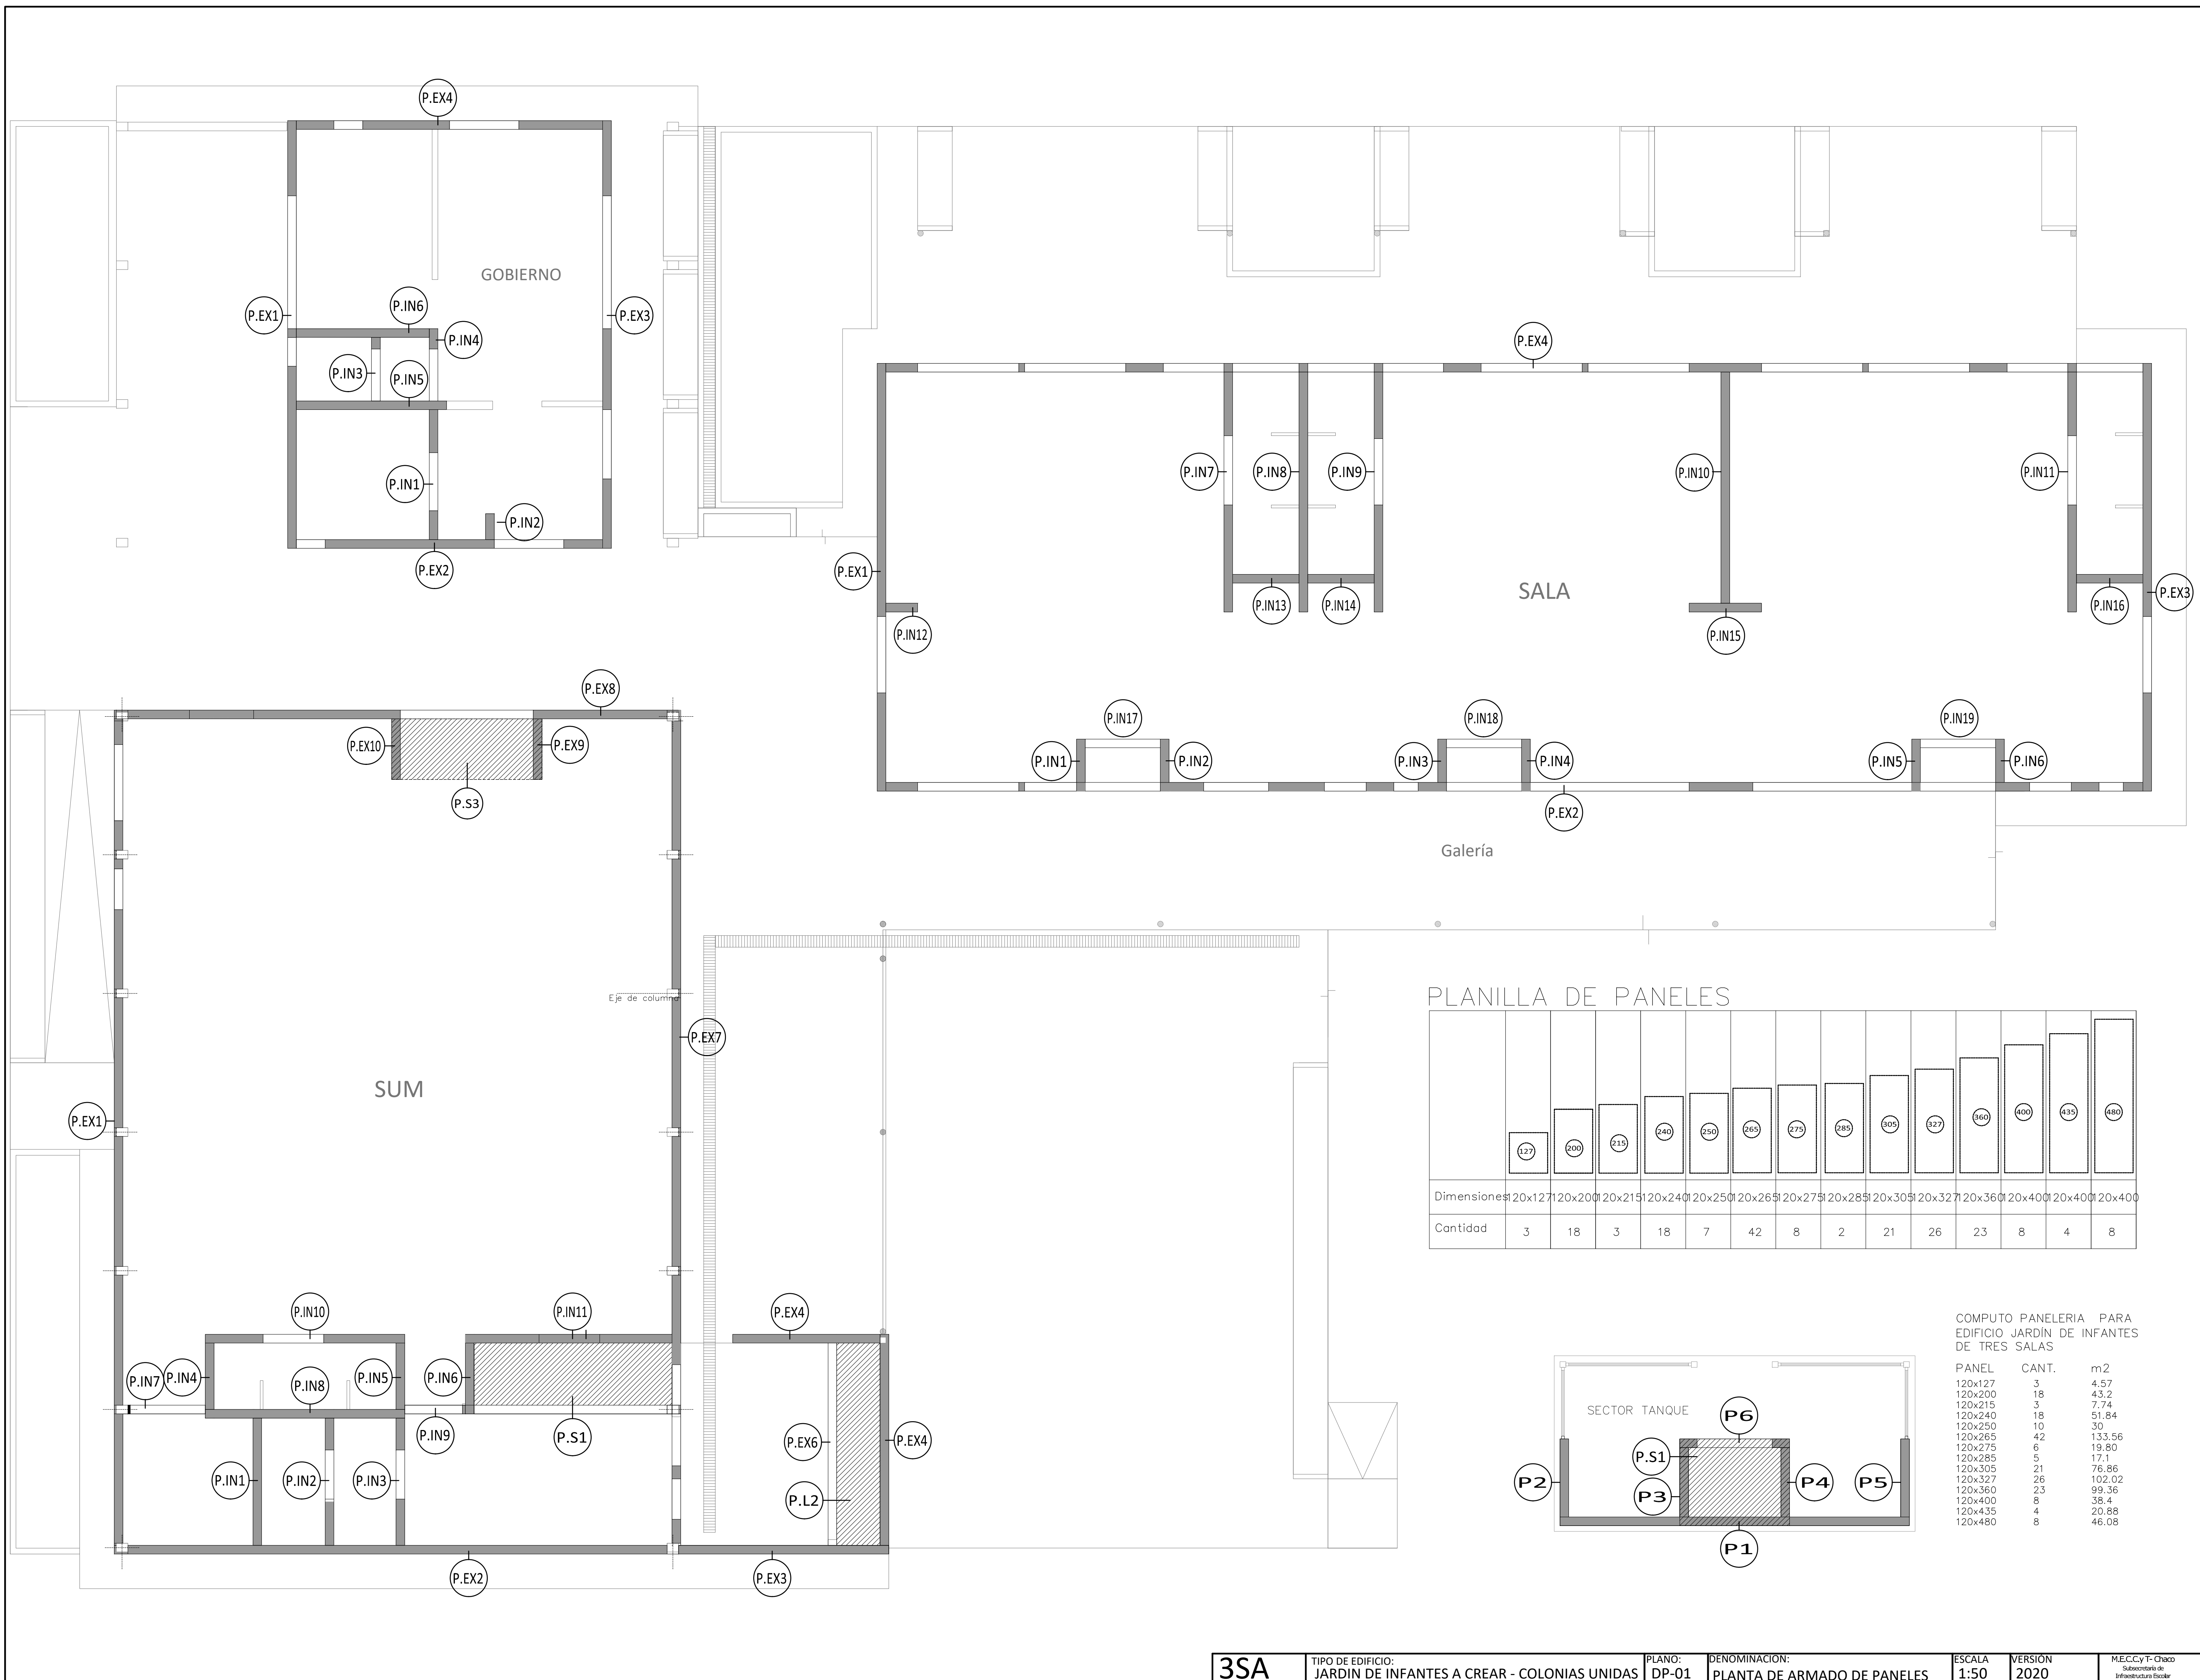 P.EX4
GOBIERNO
P.EX1
P.IN6
P.IN4
P.EX3
P.IN3
P.IN5
P.IN1
P.IN2
P.EX2
P.EX4
P.IN7
P.IN8
P.IN9
P.IN10
P.IN11
P.EX1
SALA
P.IN12
P.IN13
P.IN14
P.IN15
P.IN16
P.EX3
P.IN17
P.IN18
P.IN19
P.IN1
P.IN2
P.IN3
P.IN4
P.IN5
P.IN6
P.EX2
Galería
P.EX8
P.EX10
P.EX9
P.S3
Eje de columna
P.EX7
SUM
P.EX1
P.IN10
P.IN11
P.EX4
P.IN7
P.IN4
P.IN8
P.IN5
P.IN6
P.IN9
P.S1
P.EX6
P.EX4
P.IN1
P.IN2
P.IN3
P.L2
P.EX2
P.EX3
PLANILLA DE PANELES
127 200 215 240 250 265 275 285 305 327 360 400 435 480
Dimensiones 120x127 120x200 120x215 120x240 120x250 120x265 120x275 120x285 120x305 120x327 120x360 120x400 120x400 120x400
Cantidad 3 18 3 18 7 42 8 2 21 26 23 8 4 8
SECTOR TANQUE
P6
P.S1
P2
P3
P4
P5
P1
COMPUTO PANELERIA PARA
EDIFICIO JARDÍN DE INFANTES
DE TRES SALAS
PANEL CANT. m2
120x127 3 4.57
120x200 18 43.2
120x215 3 7.74
120x240 18 51.84
120x250 10 30
120x265 42 133.56
120x275 6 19.80
120x285 5 17.1
120x305 21 76.86
120x327 26 102.02
120x360 23 99.36
120x400 8 38.4
120x435 4 20.88
120x480 8 46.08
3SA
TIPO DE EDIFICIO:
JARDIN DE INFANTES A CREAR - COLONIAS UNIDAS
PLANO:
DP-01
DENOMINACION:
PLANTA DE ARMADO DE PANELES
ESCALA
1:50
VERSIÓN
2020
M.E.C.C.y T- Chaco
Subsecretaría de
Infraestructura Escolar